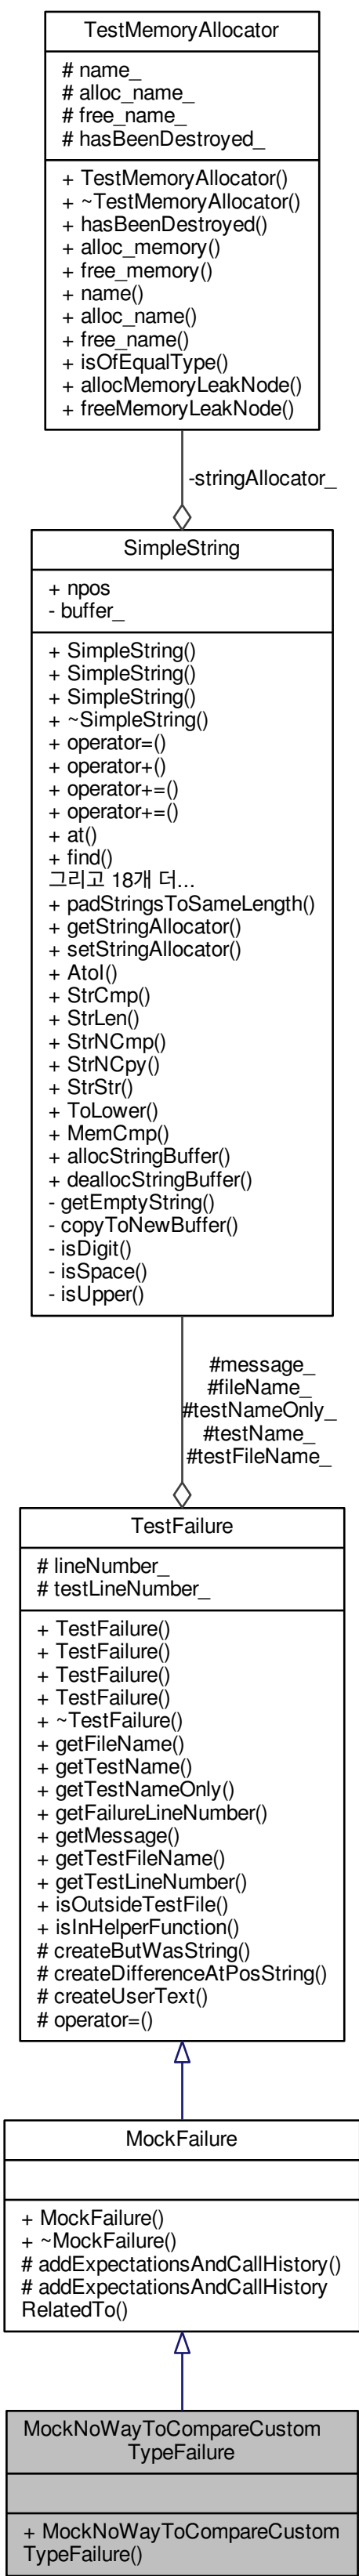 TestMemoryAllocator
# name_
# alloc_name_
# free_name_
# hasBeenDestroyed_
+ TestMemoryAllocator()
+ ~TestMemoryAllocator()
+ hasBeenDestroyed()
+ alloc_memory()
+ free_memory()
+ name()
+ alloc_name()
+ free_name()
+ isOfEqualType()
+ allocMemoryLeakNode()
+ freeMemoryLeakNode()
-stringAllocator_
SimpleString
+ npos
- buffer_
+ SimpleString()
+ SimpleString()
+ SimpleString()
+ ~SimpleString()
+ operator=()
+ operator+()
+ operator+=()
+ operator+=()
+ at()
+ find()
그리고 18개 더...
+ padStringsToSameLength()
+ getStringAllocator()
+ setStringAllocator()
+ AtoI()
+ StrCmp()
+ StrLen()
+ StrNCmp()
+ StrNCpy()
+ StrStr()
+ ToLower()
+ MemCmp()
+ allocStringBuffer()
+ deallocStringBuffer()
- getEmptyString()
- copyToNewBuffer()
- isDigit()
- isSpace()
- isUpper()
#message_
#fileName_
#testNameOnly_
#testName_
#testFileName_
TestFailure
# lineNumber_
# testLineNumber_
+ TestFailure()
+ TestFailure()
+ TestFailure()
+ TestFailure()
+ ~TestFailure()
+ getFileName()
+ getTestName()
+ getTestNameOnly()
+ getFailureLineNumber()
+ getMessage()
+ getTestFileName()
+ getTestLineNumber()
+ isOutsideTestFile()
+ isInHelperFunction()
# createButWasString()
# createDifferenceAtPosString()
# createUserText()
# operator=()
MockFailure
+ MockFailure()
+ ~MockFailure()
# addExpectationsAndCallHistory()
# addExpectationsAndCallHistory
RelatedTo()
MockNoWayToCompareCustom
TypeFailure
+ MockNoWayToCompareCustom
TypeFailure()